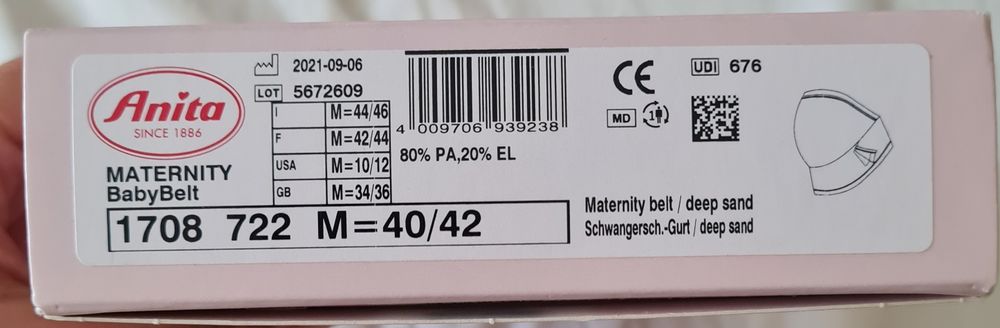 Anita
SINCE 1886
MATERNITY
BabyBelt
2021-09-06
LOT 5672609
I M=44/46
F M=42/44
USA M=10/12
GB M=34/36
1708 722 M=40/42
4 009706 939238
80% PA,20% EL
CE
MD 1
UDI 676
Maternity belt / deep sand
Schwangersch.-Gurt / deep sand